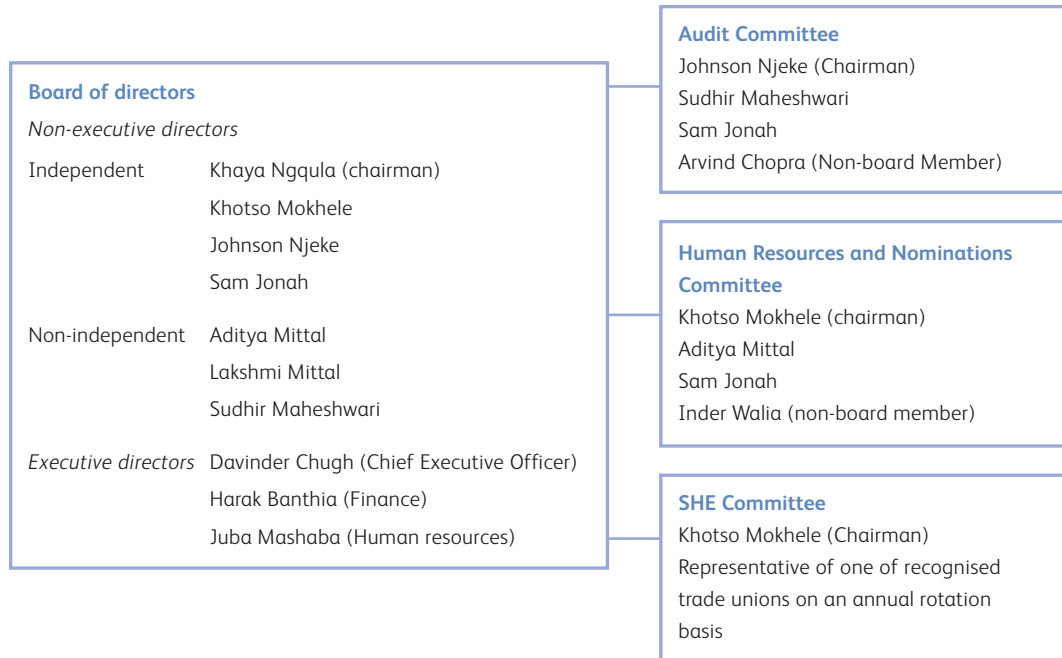 Board of directors
Non-executive directors
Independent Khaya Ngqula (chairman)
Khotso Mokhele
Johnson Njeke
Sam Jonah
Non-independent Aditya Mittal
Lakshmi Mittal
Sudhir Maheshwari
Executive directors Davinder Chugh (Chief Executive Officer)
Harak Banthia (Finance)
Juba Mashaba (Human resources)
Audit Committee
Johnson Njeke (Chairman)
Sudhir Maheshwari
Sam Jonah
Arvind Chopra (Non-board Member)
Human Resources and Nominations
Committee
Khotso Mokhele (chairman)
Aditya Mittal
Sam Jonah
Inder Walia (non-board member)
SHE Committee
Khotso Mokhele (Chairman)
Representative of one of recognised
trade unions on an annual rotation
basis